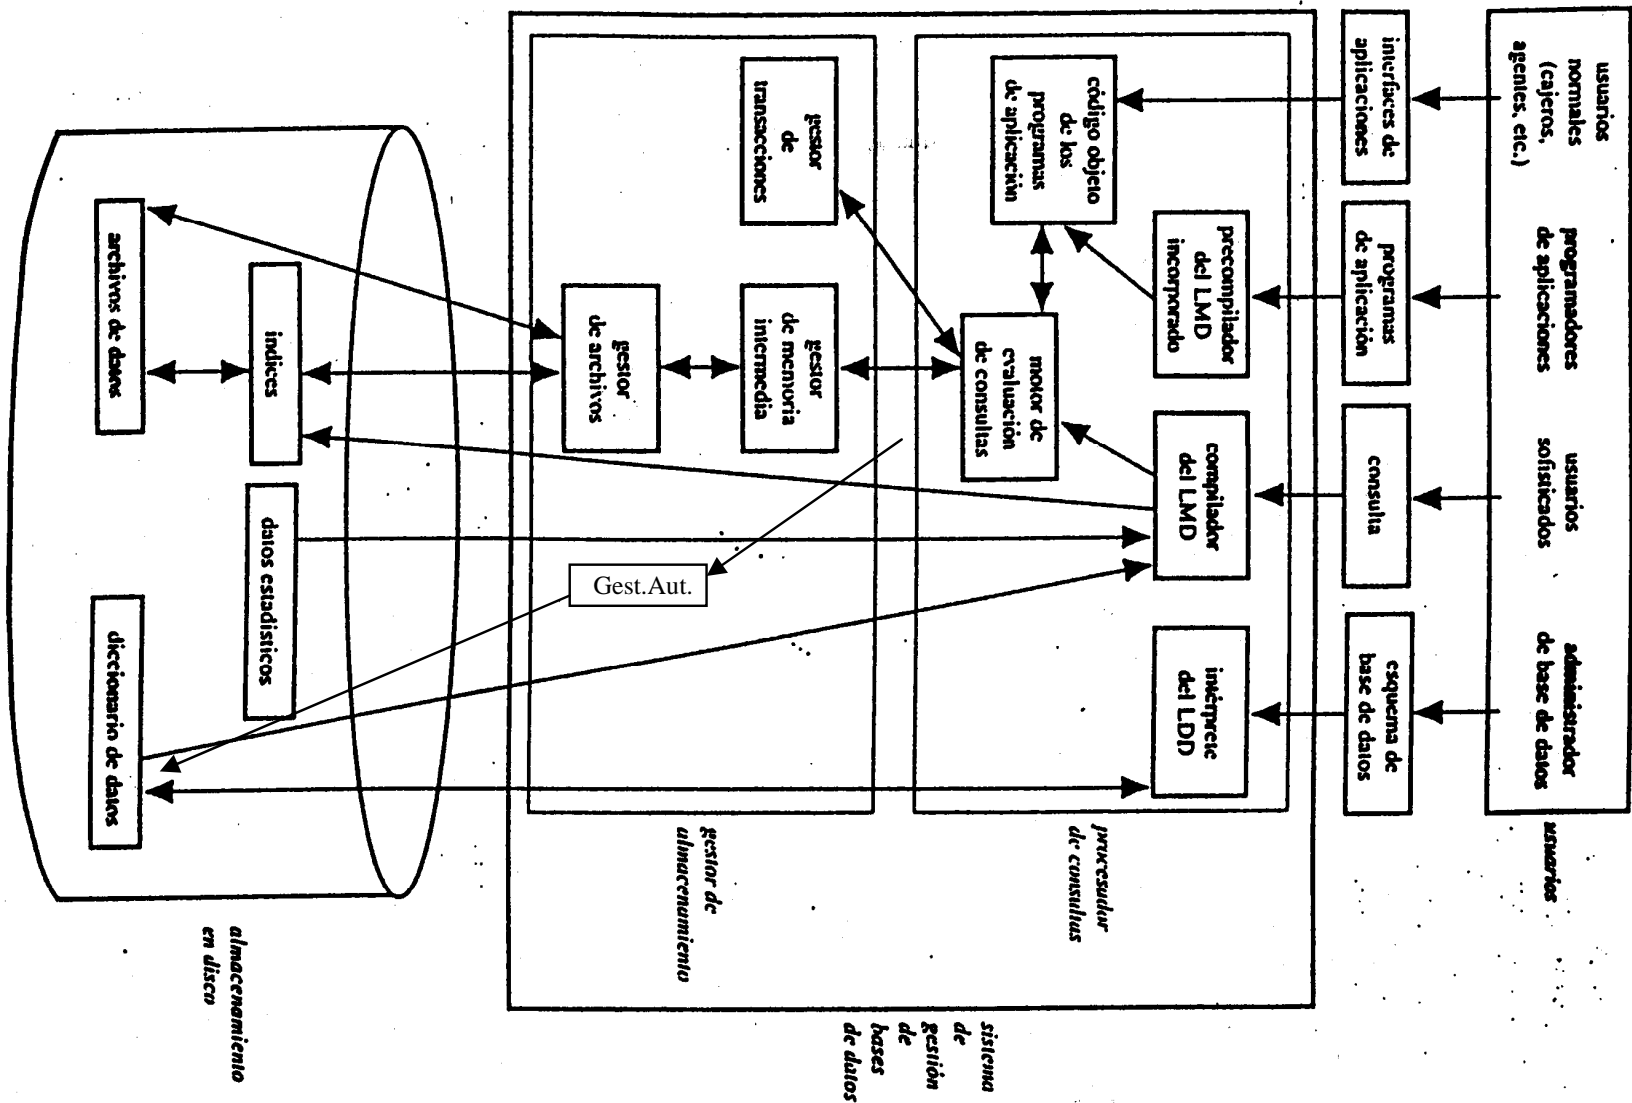 usuarios
normales
(cajeros,
agentes, etc.)
programadores
de aplicaciones
usuarios
sofisticados
administrador
de base de datos
usuarios
interfaces de
aplicaciones
programas
de aplicación
consulta
esquema de
base de datos
código objeto
de los
programas
de aplicación
precompilador
del LMD
incorporado
compilador
del LMD
intérprete
del LDD
motor de
evaluación
de consultas
procesador
de consultas
gestor
de
transacciones
gestor
de memoria
intermedia
gestor
de archivos
Gest.Aut.
gestor de
almacenamiento
sistema
de
gestión
de
bases
de datos
índices
datos estadísticos
archivos de datos
diccionario de datos
almacenamiento
en disco